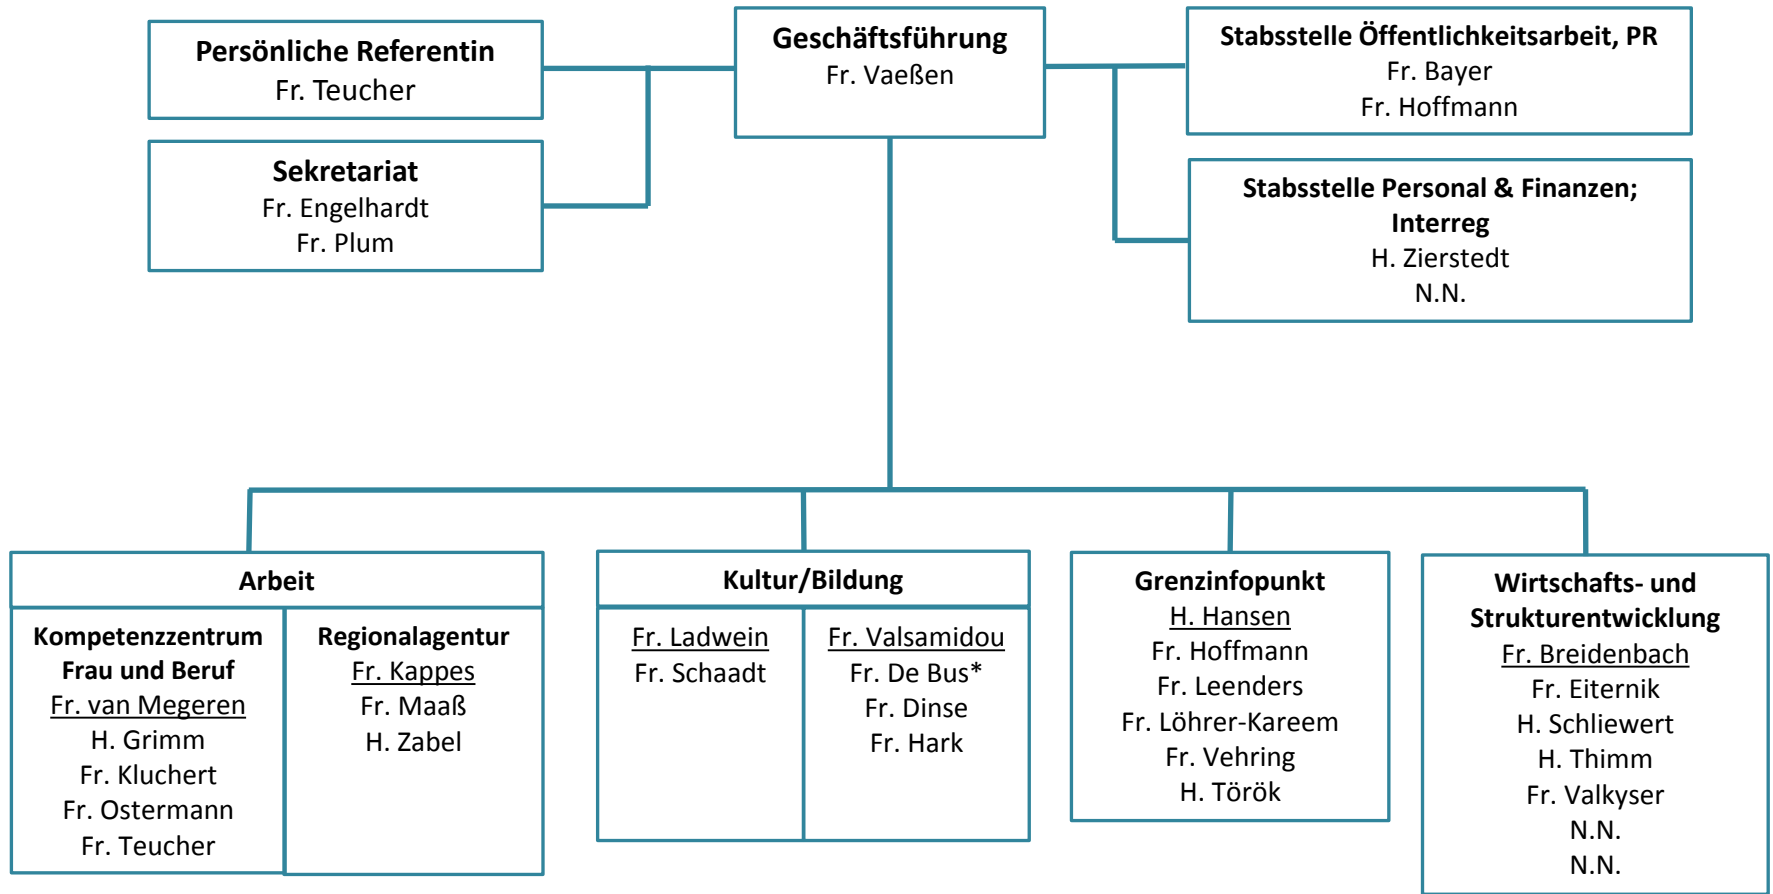 Persönliche Referentin
Fr. Teucher
Geschäftsführung
Fr. Vaeßen
Stabsstelle Öffentlichkeitsarbeit, PR
Fr. Bayer
Fr. Hoffmann
Sekretariat
Fr. Engelhardt
Fr. Plum
Stabsstelle Personal & Finanzen;
Interreg
H. Zierstedt
N.N.
Arbeit
Kompetenzzentrum
Frau und Beruf
Fr. van Megeren
H. Grimm
Fr. Kluchert
Fr. Ostermann
Fr. Teucher
Regionalagentur
Fr. Kappes
Fr. Maaß
H. Zabel
Kultur/Bildung
Fr. Ladwein
Fr. Schaadt
Fr. Valsamidou
Fr. De Bus*
Fr. Dinse
Fr. Hark
Grenzinfopunkt
H. Hansen
Fr. Hoffmann
Fr. Leenders
Fr. Löhrer-Kareem
Fr. Vehring
H. Török
Wirtschafts- und
Strukturentwicklung
Fr. Breidenbach
Fr. Eiternik
H. Schliewert
H. Thimm
Fr. Valkyser
N.N.
N.N.